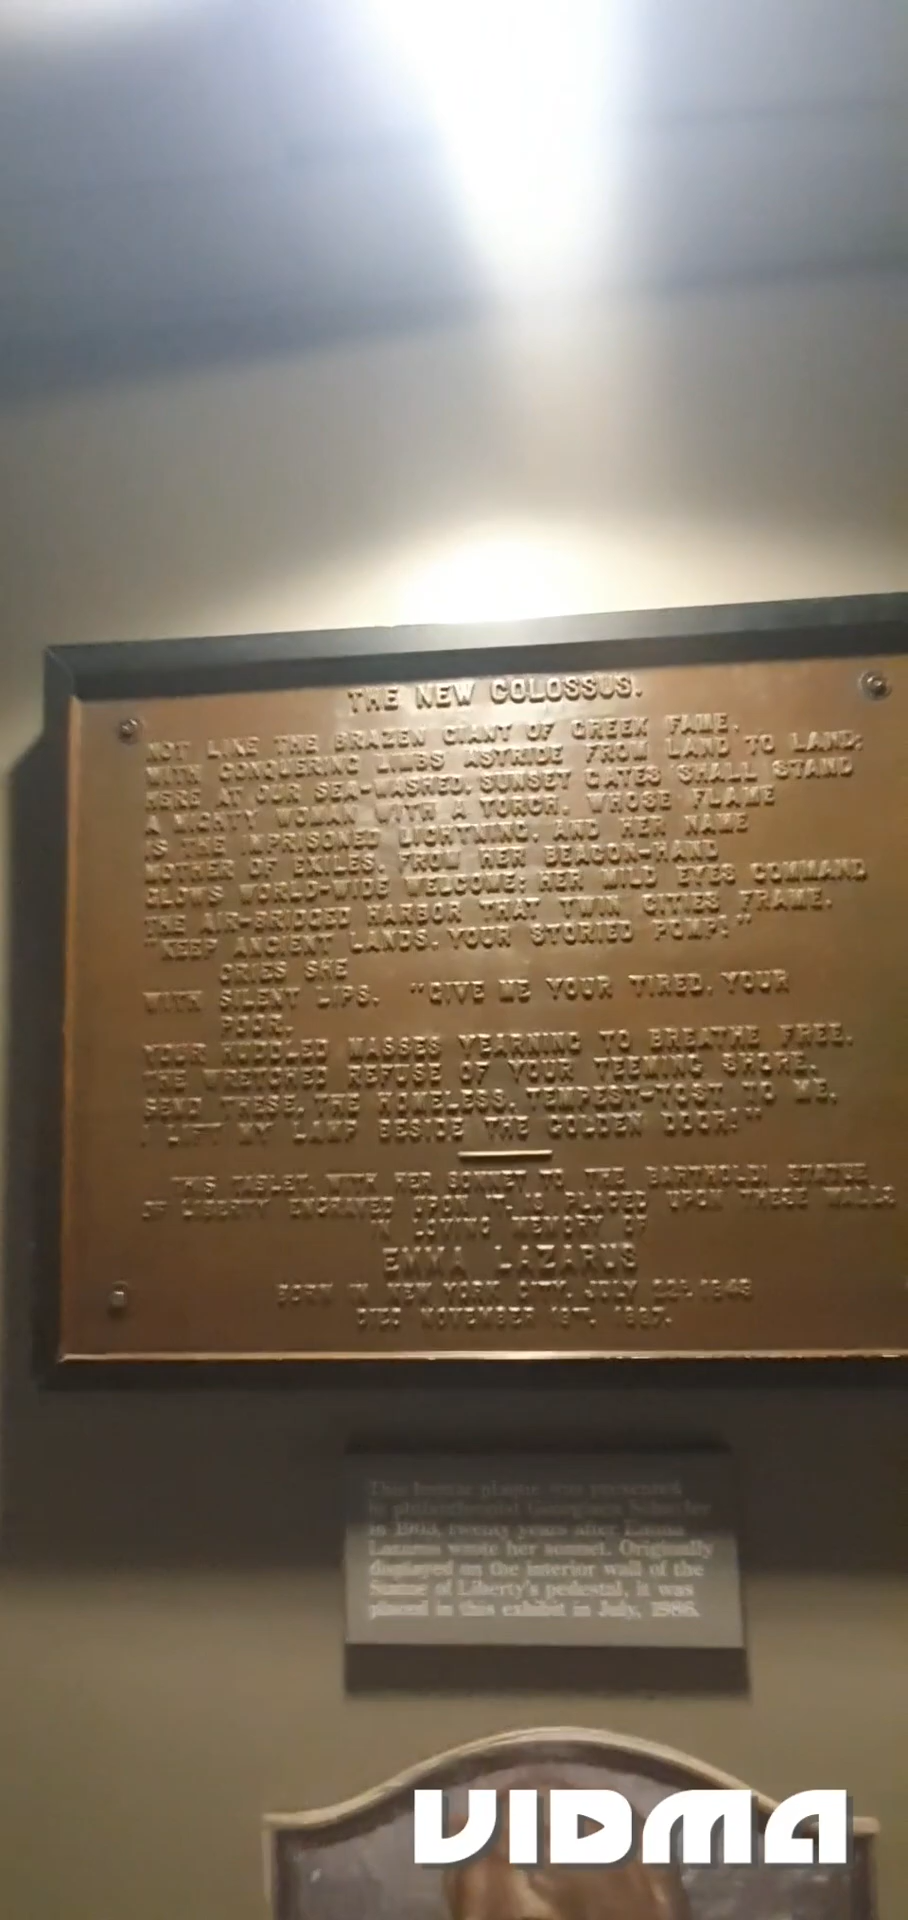 THE NEW COLOSSUS.
NOT LIKE THE BRAZEN GIANT OF GREEK FAME,
WITH CONQUERING LIMBS ASTRIDE FROM LAND TO LAND;
HERE AT OUR SEA-WASHED, SUNSET GATES SHALL STAND
A MIGHTY WOMAN WITH A TORCH, WHOSE FLAME
IS THE IMPRISONED LIGHTNING, AND HER NAME
MOTHER OF EXILES. FROM HER BEACON-HAND
GLOWS WORLD-WIDE WELCOME; HER MILD EYES COMMAND
THE AIR-BRIDGED HARBOR THAT TWIN CITIES FRAME.
"KEEP ANCIENT LANDS, YOUR STORIED POMP!"
CRIES SHE
WITH SILENT LIPS. "GIVE ME YOUR TIRED, YOUR
POOR,
YOUR HUDDLED MASSES YEARNING TO BREATHE FREE,
THE WRETCHED REFUSE OF YOUR TEEMING SHORE.
SEND THESE, THE HOMELESS, TEMPEST-TOST TO ME,
I LIFT MY LAMP BESIDE THE GOLDEN DOOR!"
THIS TABLET, WITH HER SONNET TO THE BARTHOLDI STATUE
OF LIBERTY ENGRAVED UPON IT, IS PLACED UPON THESE WALLS
IN LOVING MEMORY OF
EMMA LAZARUS
BORN IN NEW YORK CITY, JULY 22D, 1849
DIED NOVEMBER 19TH, 1887.
This bronze plaque was presented
by philanthropist Georgiana Schuyler
in 1903, twenty years after Emma
Lazarus wrote her sonnet. Originally
displayed on the interior wall of the
Statue of Liberty's pedestal, it was
placed in this exhibit in July, 1986.
VIDMA